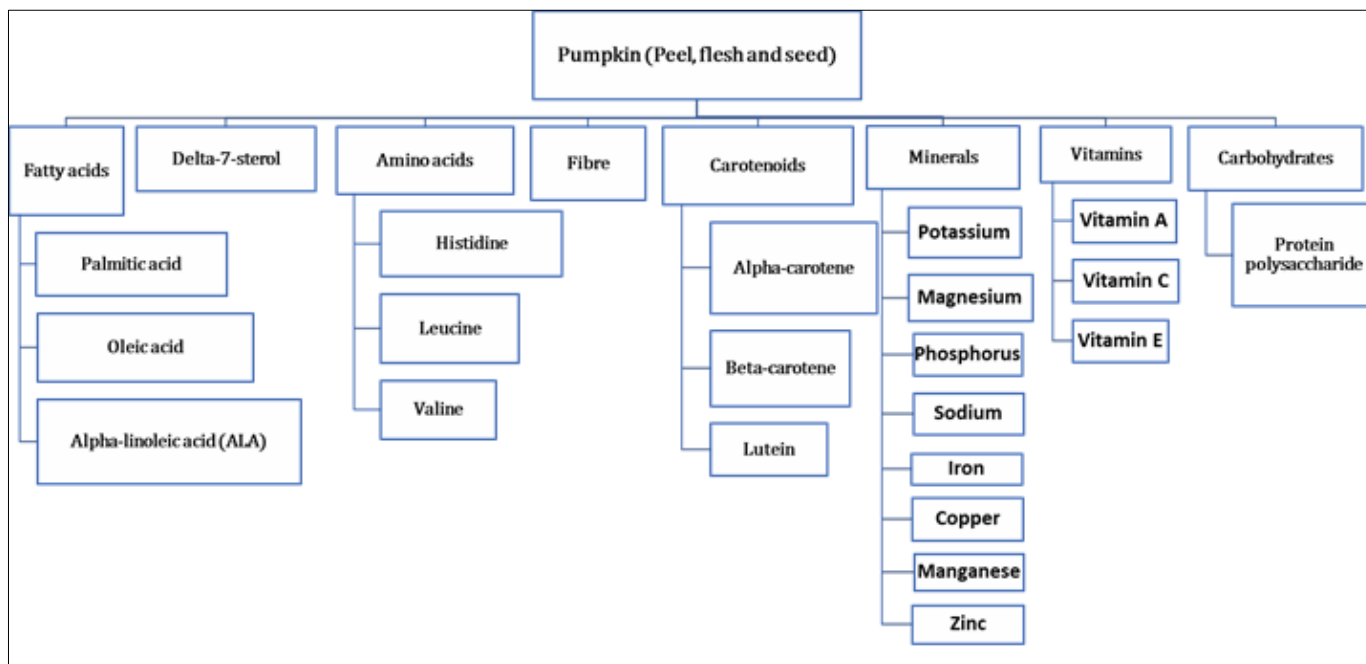 Pumpkin (Peel, flesh and seed)
Fatty acids
Palmitic acid
Oleic acid
Alpha-linoleic acid (ALA)
Delta-7-sterol
Amino acids
Histidine
Leucine
Valine
Fibre
Carotenoids
Alpha-carotene
Beta-carotene
Lutein
Minerals
Potassium
Magnesium
Phosphorus
Sodium
Iron
Copper
Manganese
Zinc
Vitamins
Vitamin A
Vitamin C
Vitamin E
Carbohydrates
Protein
polysaccharide